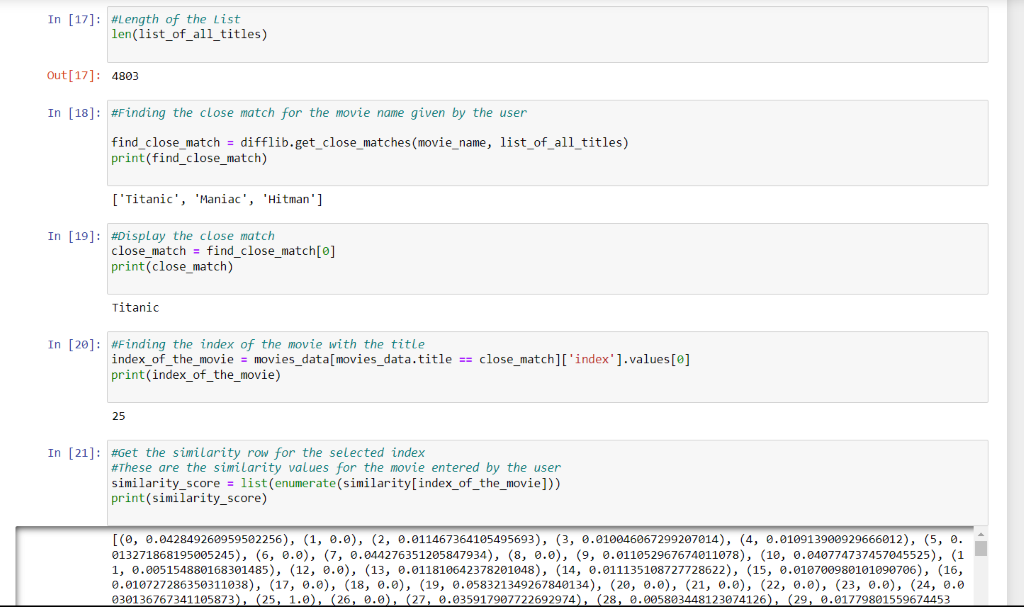 In [17]: #Length of the List
len(list_of_all_titles)
Out[17]: 4803
In [18]: #Finding the close match for the movie name given by the user
find_close_match = difflib.get_close_matches(movie_name, list_of_all_titles)
print(find_close_match)
['Titanic', 'Maniac', 'Hitman']
In [19]: #Display the close match
close_match = find_close_match[0]
print(close_match)
Titanic
In [20]: #Finding the index of the movie with the title
index_of_the_movie = movies_data[movies_data.title == close_match]['index'].values[0]
print(index_of_the_movie)
25
In [21]: #Get the similarity row for the selected index
#These are the similarity values for the movie entered by the user
similarity_score = list(enumerate(similarity[index_of_the_movie]))
print(similarity_score)
[(0, 0.042849260959502256), (1, 0.0), (2, 0.011467364105495693), (3, 0.010046067299207014), (4, 0.010913900929666012), (5, 0.
013271868195005245), (6, 0.0), (7, 0.044276351205847934), (8, 0.0), (9, 0.011052967674011078), (10, 0.040774737457045525), (1
1, 0.005154880168301485), (12, 0.0), (13, 0.011810642378201048), (14, 0.011135108727728622), (15, 0.010700980101090706), (16,
0.010727286350311038), (17, 0.0), (18, 0.0), (19, 0.058321349267840134), (20, 0.0), (21, 0.0), (22, 0.0), (23, 0.0), (24, 0.0
030136767341105873), (25, 1.0), (26, 0.0), (27, 0.035917907722692974), (28, 0.005803448123074126), (29, 0.01779801559674453